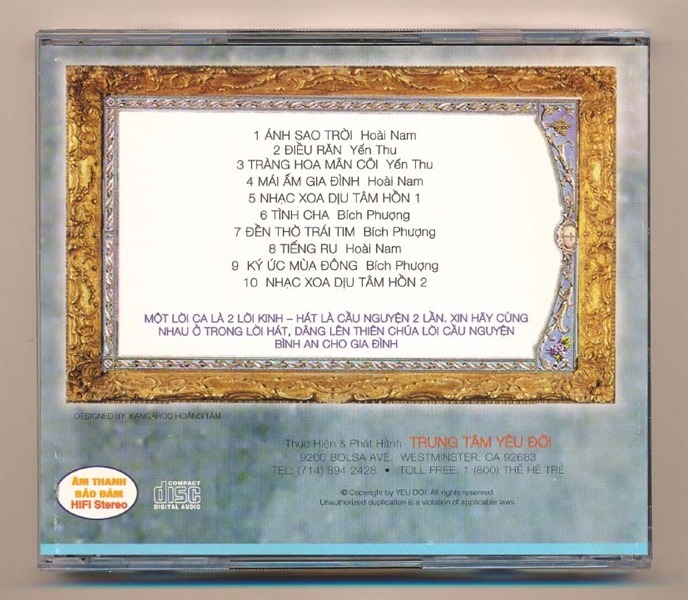 1 ÁNH SAO TRỜI Hoài Nam
2 ĐIỀU RĂN Yến Thu
3 TRÀNG HOA MÂN CÔI Yến Thu
4 MÁI ẤM GIA ĐÌNH Hoài Nam
5 NHẠC XOA DỊU TÂM HỒN 1
6 TÌNH CHA Bích Phượng
7 ĐỀN THỜ TRÁI TIM Bích Phượng
8 TIẾNG RU Hoài Nam
9 KÝ ỨC MÙA ĐÔNG Bích Phượng
10 NHẠC XOA DỊU TÂM HỒN 2
MỘT LỜI CA LÀ 2 LỜI KINH – HÁT LÀ CẦU NGUYỆN 2 LẦN. XIN HÃY CÙNG
NHAU Ở TRONG LỜI HÁT, DÂNG LÊN THIÊN CHÚA LỜI CẦU NGUYỆN
BÌNH AN CHO GIA ĐÌNH
DESIGNED BY KANGAROO HOÀNG TÂM
Thực Hiện & Phát Hành TRUNG TÂM YÊU ĐỜI
9200 BOLSA AVE. WESTMINSTER. CA 92683
TEL: (714) 894 2428 • TOLL FREE: 1 (800) THẾ HỆ TRẺ
ÂM THANH
BẢO ĐẢM
HIFI Stereo
COMPACT
disc
DIGITAL AUDIO
© Copyright by YEU DOI. All rights reserved
Unauthorized duplication is a violation of applicable laws